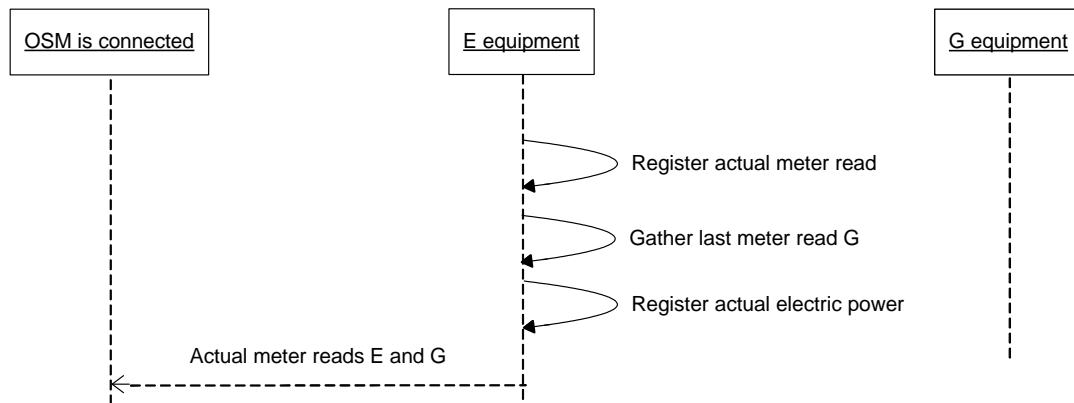 OSM is connected
E equipment
G equipment
Register actual meter read
Gather last meter read G
Register actual electric power
Actual meter reads E and G